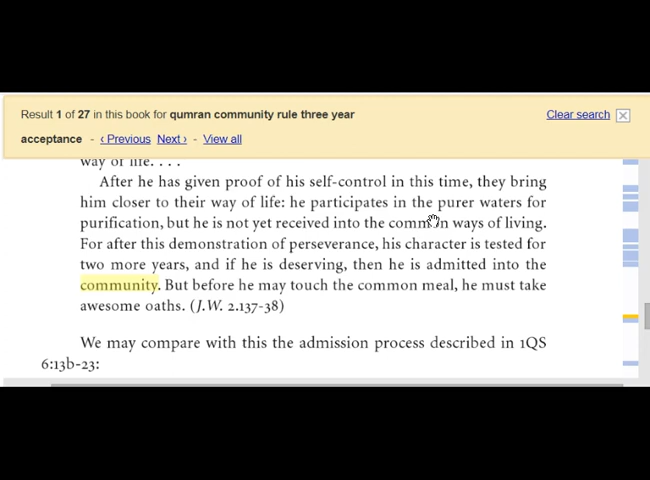 Result 1 of 27 in this book for qumran community rule three year
Clear search
acceptance - ‹ Previous Next › - View all
way of life. . . .
After he has given proof of his self-control in this time, they bring
him closer to their way of life: he participates in the purer waters for
purification, but he is not yet received into the common ways of living.
For after this demonstration of perseverance, his character is tested for
two more years, and if he is deserving, then he is admitted into the
community. But before he may touch the common meal, he must take
awesome oaths. (J.W. 2.137-38)
We may compare with this the admission process described in 1QS
6:13b-23: